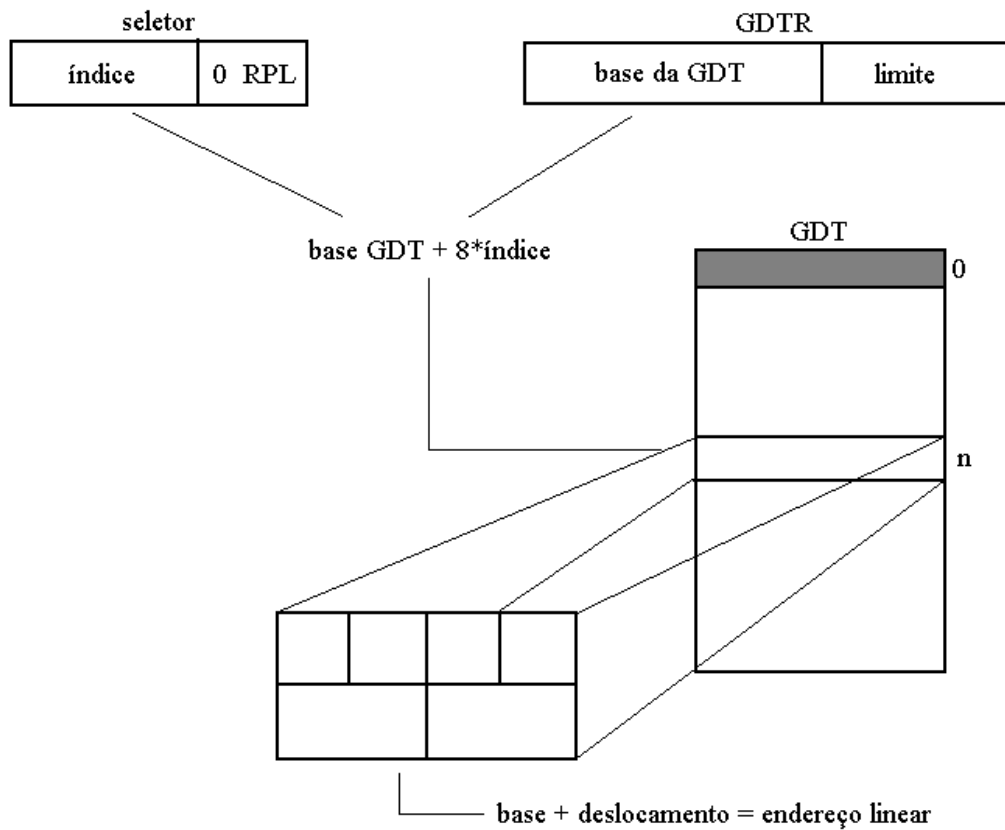 seletor
GDTR
índice
0 RPL
base da GDT
limite
base GDT + 8*índice
GDT
0
n
base + deslocamento = endereço linear